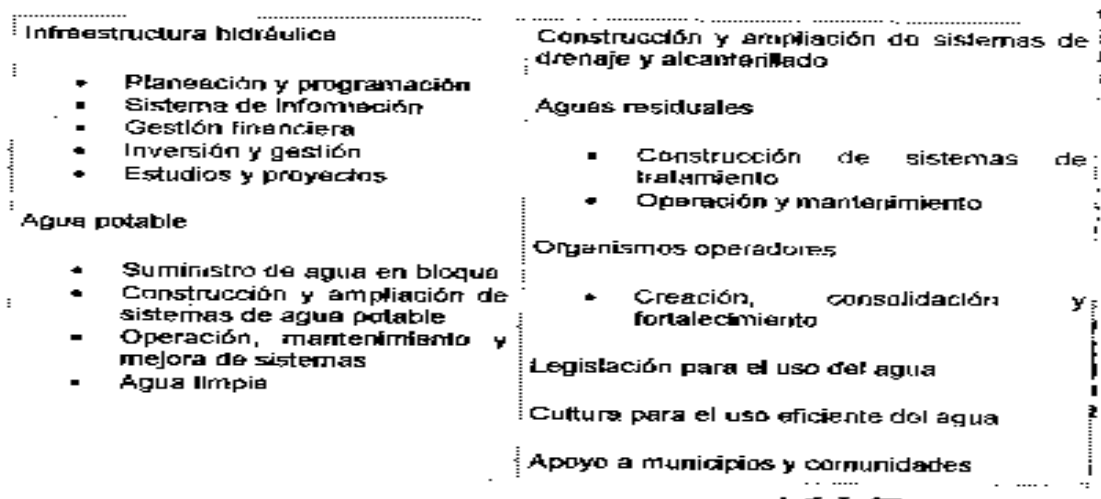 Infraestructura hidráulica
• Planeación y programación
• Sistema de Información
• Gestión financiera
• Inversión y gestión
• Estudios y proyectos
Agua potable
• Suministro de agua en bloque
• Construcción y ampliación de
sistemas de agua potable
• Operación, mantenimiento y
mejora de sistemas
• Agua limpia
Construcción y ampliación de sistemas de
drenaje y alcantarillado
Aguas residuales
• Construcción de sistemas de
tratamiento
• Operación y mantenimiento
Organismos operadores
• Creación, consolidación y
fortalecimiento
Legislación para el uso del agua
Cultura para el uso eficiente del agua
Apoyo a municipios y comunidades